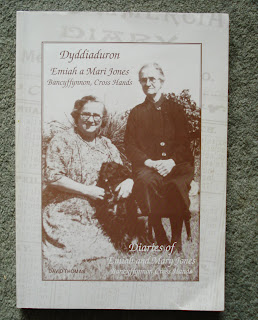 Dyddiaduron
Emiah a Mari Jones
Bancyffynnon, Cross Hands
Diaries of
Emiah and Mary Jones
Bancyffynnon, Cross Hands
DAVID THOMAS